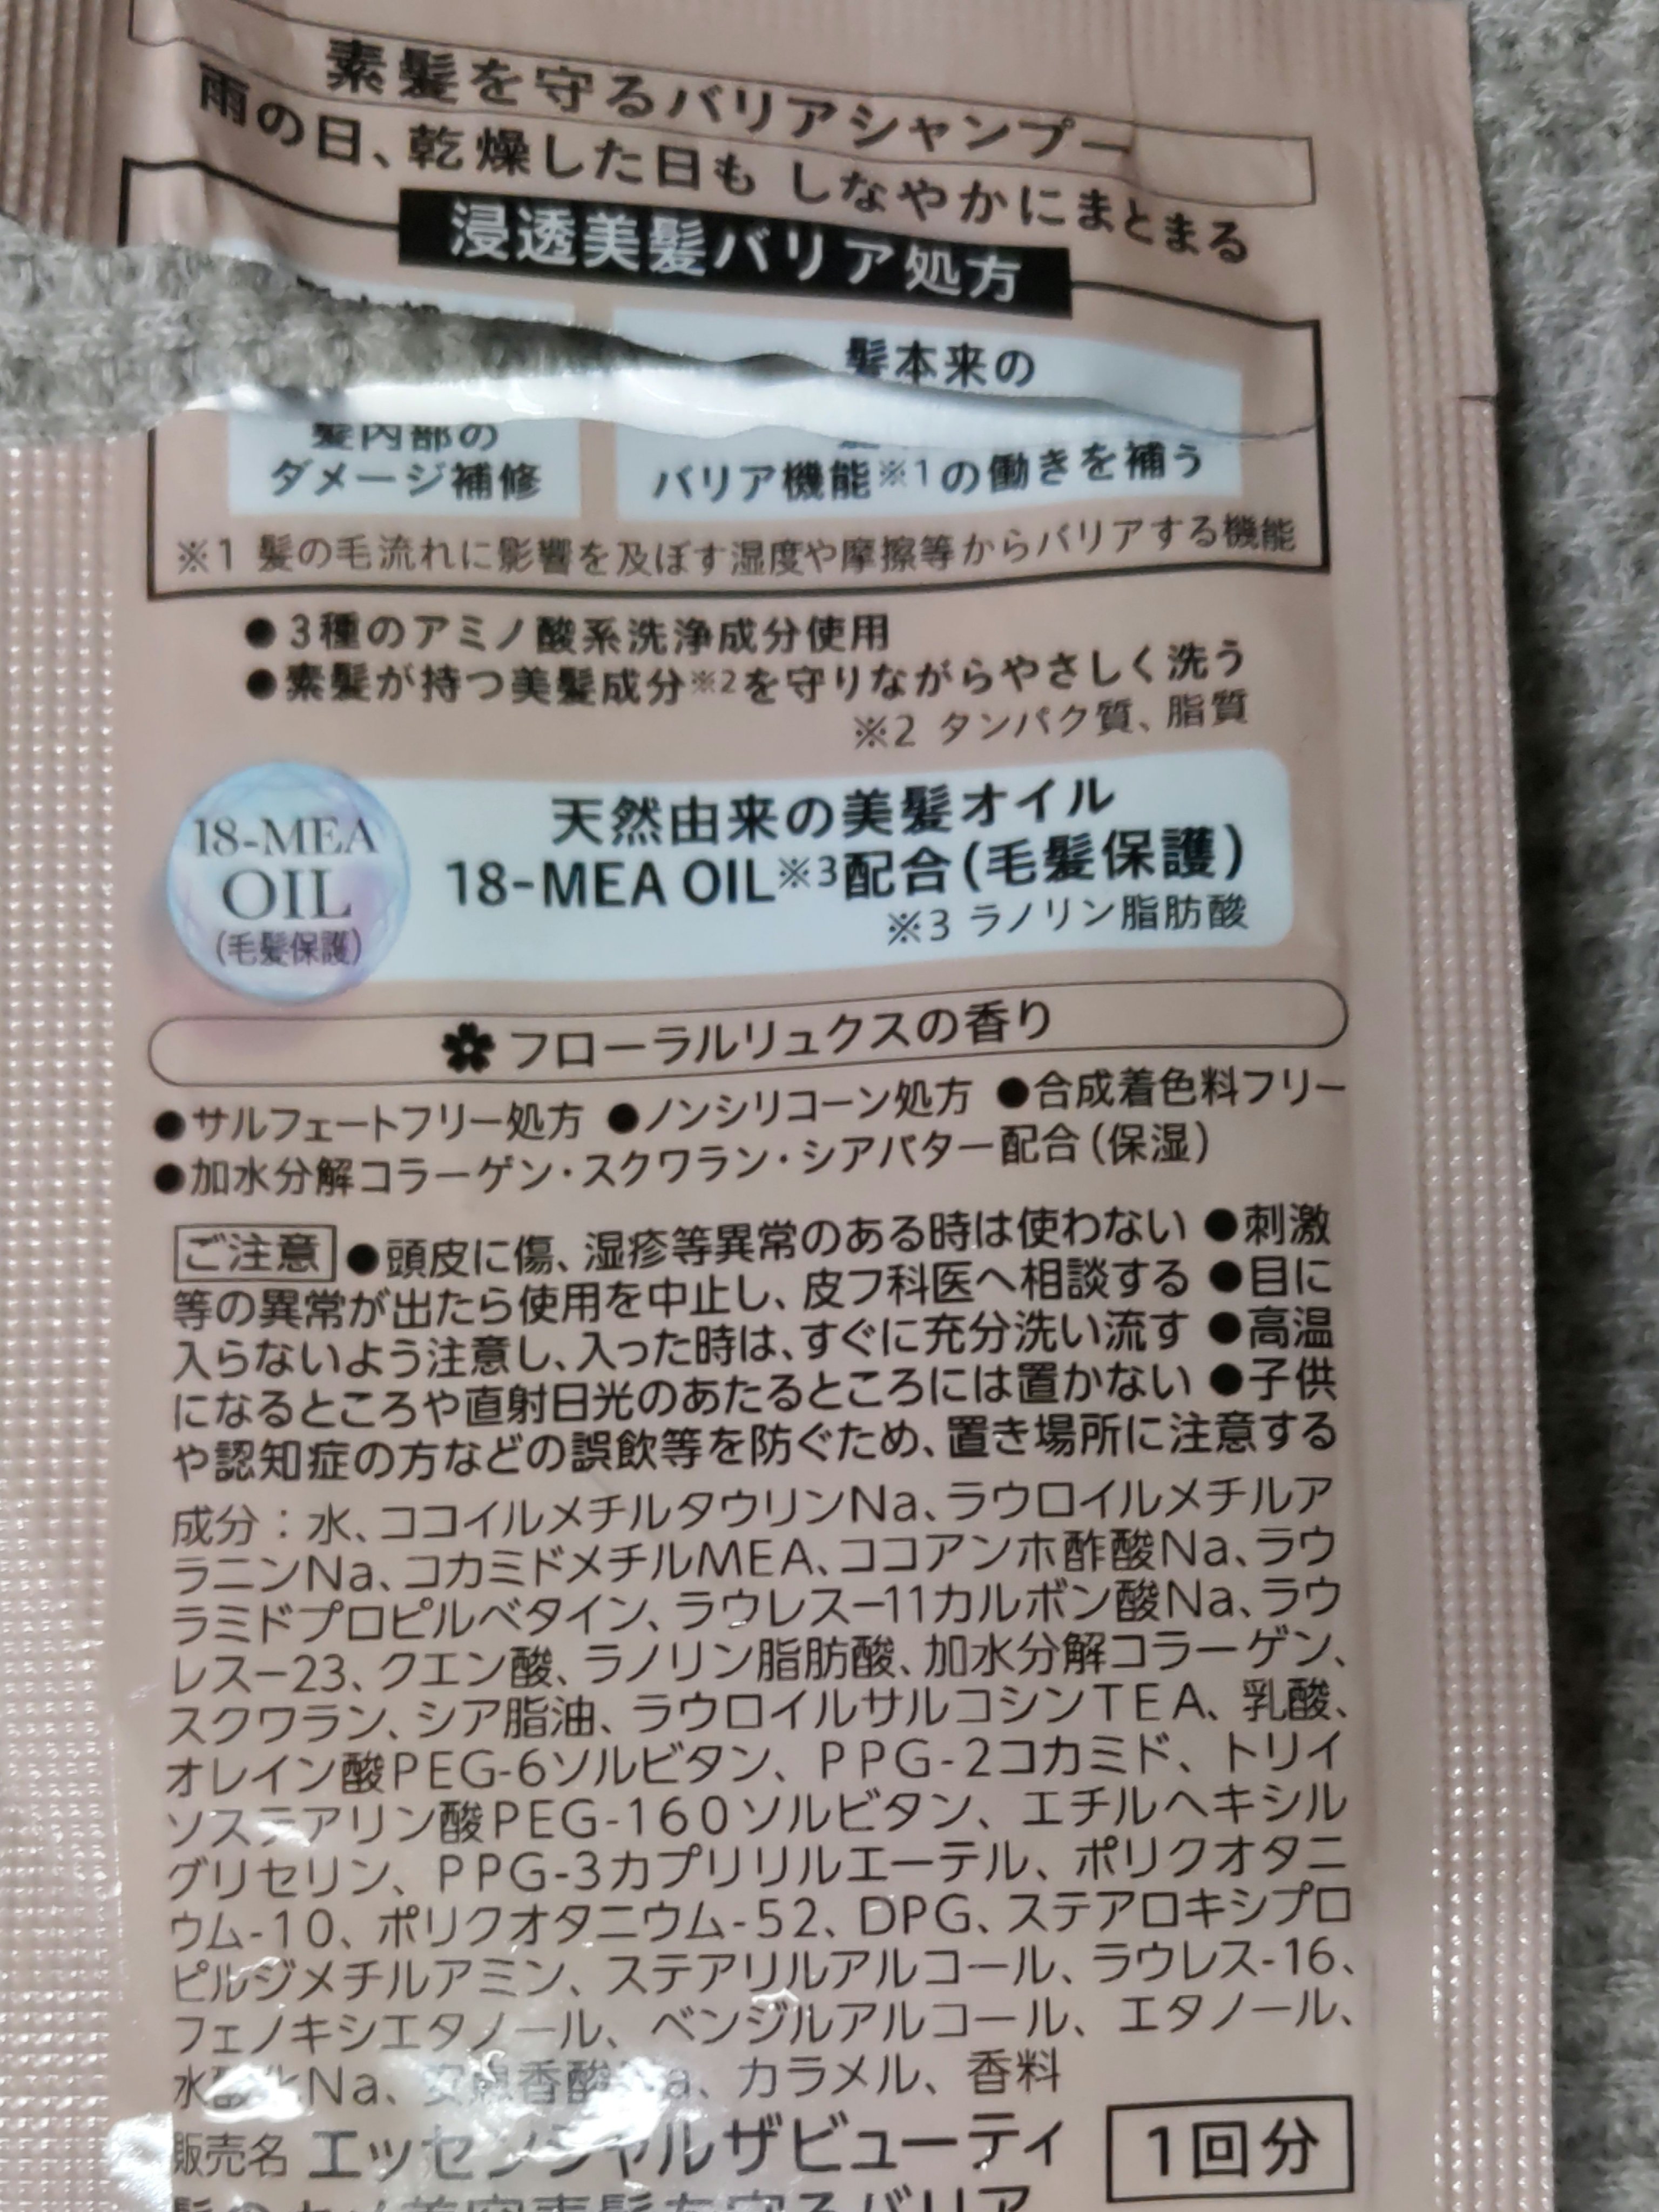 素髪を守るバリアシャンプー
雨の日、乾燥した日も しなやかにまとまる
浸透美髪バリア処方
髪本来の
髪内部の
ダメージ補修
バリア機能※1の働きを補う
※1 髪の毛流れに影響を及ぼす湿度や摩擦等からバリアする機能
●3種のアミノ酸系洗浄成分使用
●素髪が持つ美髪成分※2を守りながらやさしく洗う
※2 タンパク質、脂質
18-MEA
OIL
(毛髪保護)
天然由来の美髪オイル
18-MEA OIL※3配合(毛髪保護)
※3 ラノリン脂肪酸
フローラルリュクスの香り
●サルフェートフリー処方 ●ノンシリコーン処方 ●合成着色料フリー
●加水分解コラーゲン・スクワラン・シアバター配合(保湿)
ご注意 ●頭皮に傷、湿疹等異常のある時は使わない ●刺激
等の異常が出たら使用を中止し、皮フ科医へ相談する ●目に
入らないよう注意し、入った時は、すぐに充分洗い流す ●高温
になるところや直射日光のあたるところには置かない ●子供
や認知症の方などの誤飲等を防ぐため、置き場所に注意する
成分:水、ココイルメチルタウリンNa、ラウロイルメチルア
ラニンNa、コカミドメチルMEA、ココアンホ酢酸Na、ラウ
ラミドプロピルベタイン、ラウレス-11カルボン酸Na、ラウ
レス-23、クエン酸、ラノリン脂肪酸、加水分解コラーゲン、
スクワラン、シア脂油、ラウロイルサルコシンTEA、乳酸、
オレイン酸PEG-6ソルビタン、PPG-2コカミド、トリイ
ソステアリン酸PEG-160ソルビタン、エチルヘキシル
グリセリン、PPG-3カプリリルエーテル、ポリクオタニ
ウム-10、ポリクオタニウム-52、DPG、ステアロキシプロ
ピルジメチルアミン、ステアリルアルコール、ラウレス-16、
フェノキシエタノール、ベンジルアルコール、エタノール、
水酸化Na、安息香酸Na、カラメル、香料
販売名 エッセンシャルザビューティ
1回分